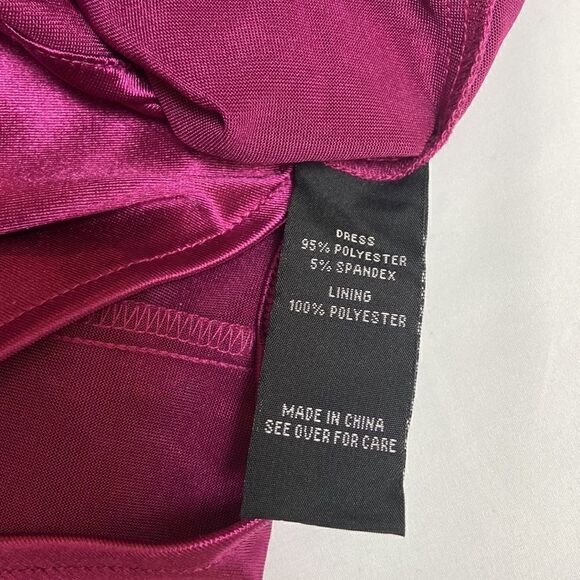 DRESS
95% POLYESTER
5% SPANDEX
LINING
100% POLYESTER
MADE IN CHINA
SEE OVER FOR CARE